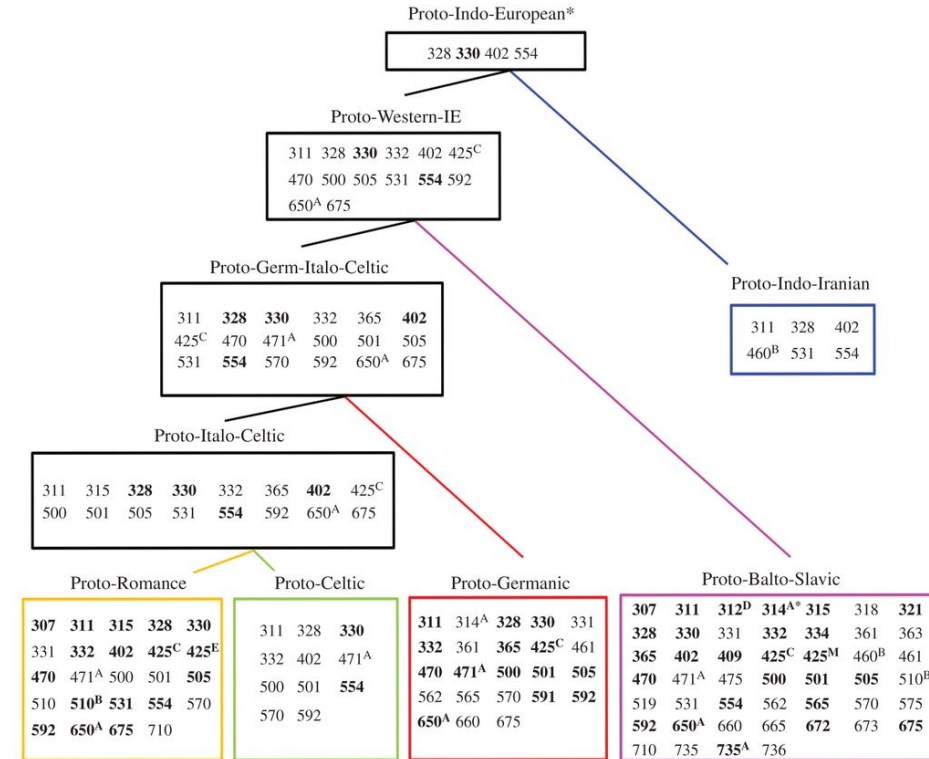 Proto-Indo-European*
328 330 402 554
Proto-Western-IE
311 328 330 332 402 425C
470 500 505 531 554 592
650A 675
Proto-Germ-Italo-Celtic
311 328 330 332 365 402
425C 470 471A 500 501 505
531 554 570 592 650A 675
Proto-Indo-Iranian
311 328 402
460B 531 554
Proto-Italo-Celtic
311 315 328 330 332 365 402 425C
500 501 505 531 554 592 650A 675
Proto-Romance
307 311 315 328 330
331 332 402 425C 425E
470 471A 500 501 505
510 510B 531 554 570
592 650A 675 710
Proto-Celtic
311 328 330
332 402 471A
500 501 554
570 592
Proto-Germanic
311 314A 328 330 331
332 361 365 425C 461
470 471A 500 501 505
562 565 570 591 592
650A 660 675
Proto-Balto-Slavic
307 311 312D 314A* 315 318 321
328 330 331 332 334 361 363
365 402 409 425C 425M 460B 461
470 471A 475 500 501 505 510B
519 531 554 562 565 570 575
592 650A 660 665 672 673 675
710 735 735A 736